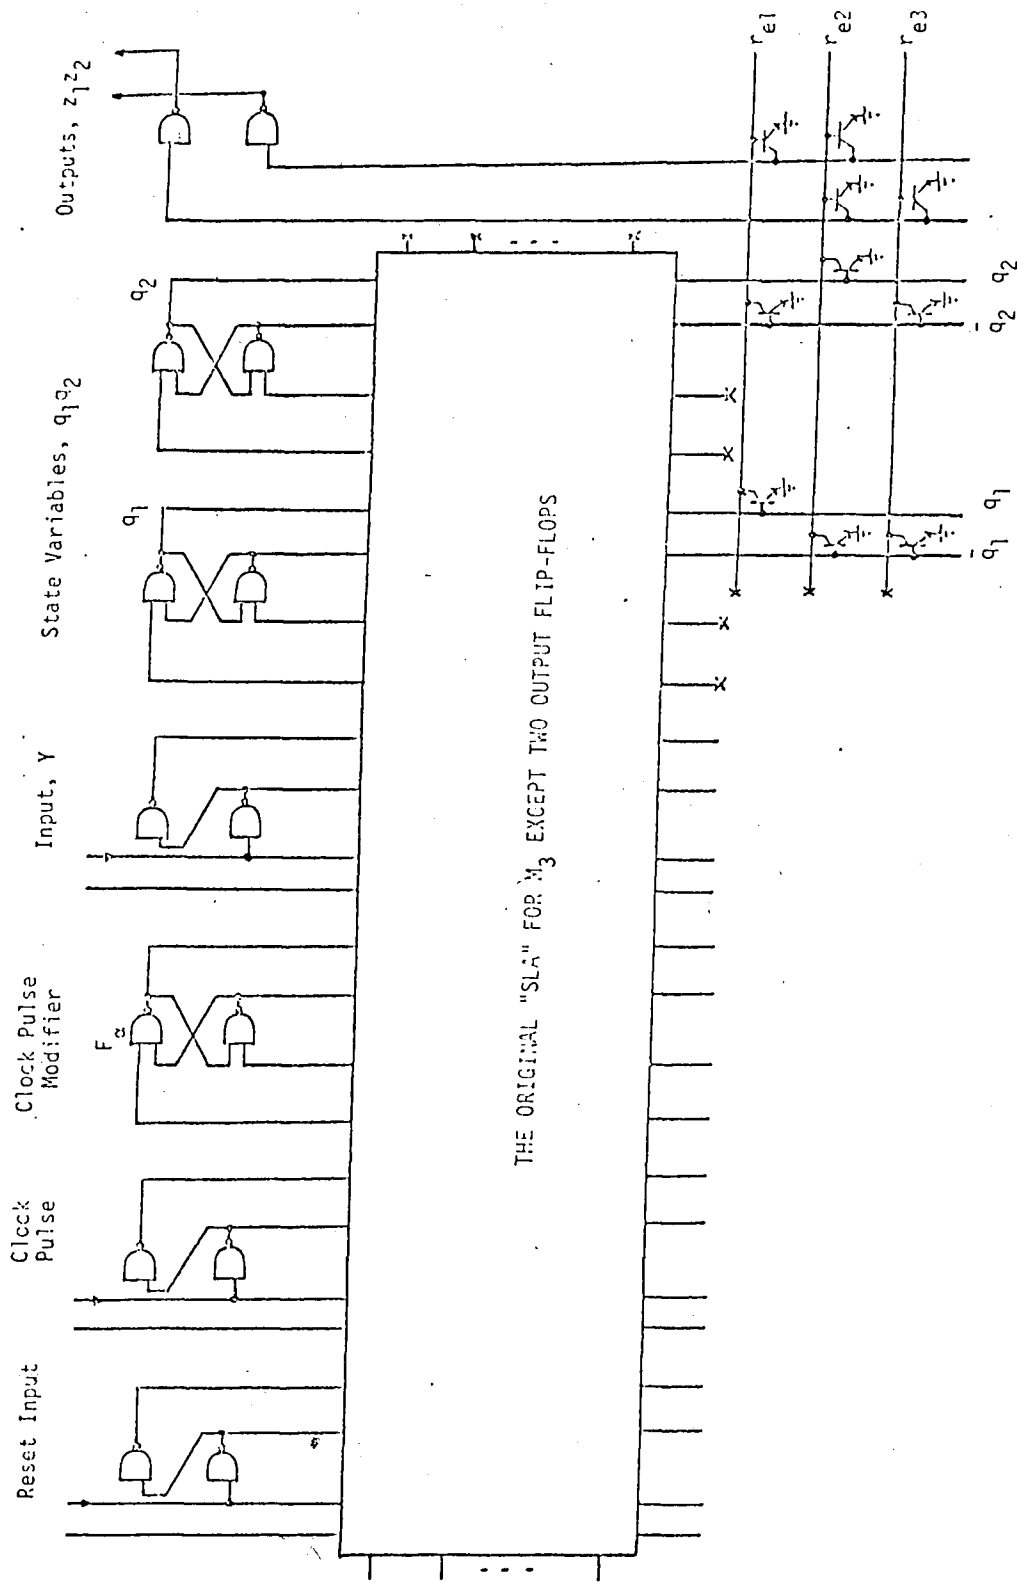 Reset Input
Clock
Pulse
Clock Pulse
Modifier
F
Input, Y
State Variables, q1q2
q1
q2
Outputs, z1z2
THE ORIGINAL "SLA" FOR M3 EXCEPT TWO OUTPUT FLIP-FLOPS
q̄1
q1
q̄2
q2
re1
re2
re3